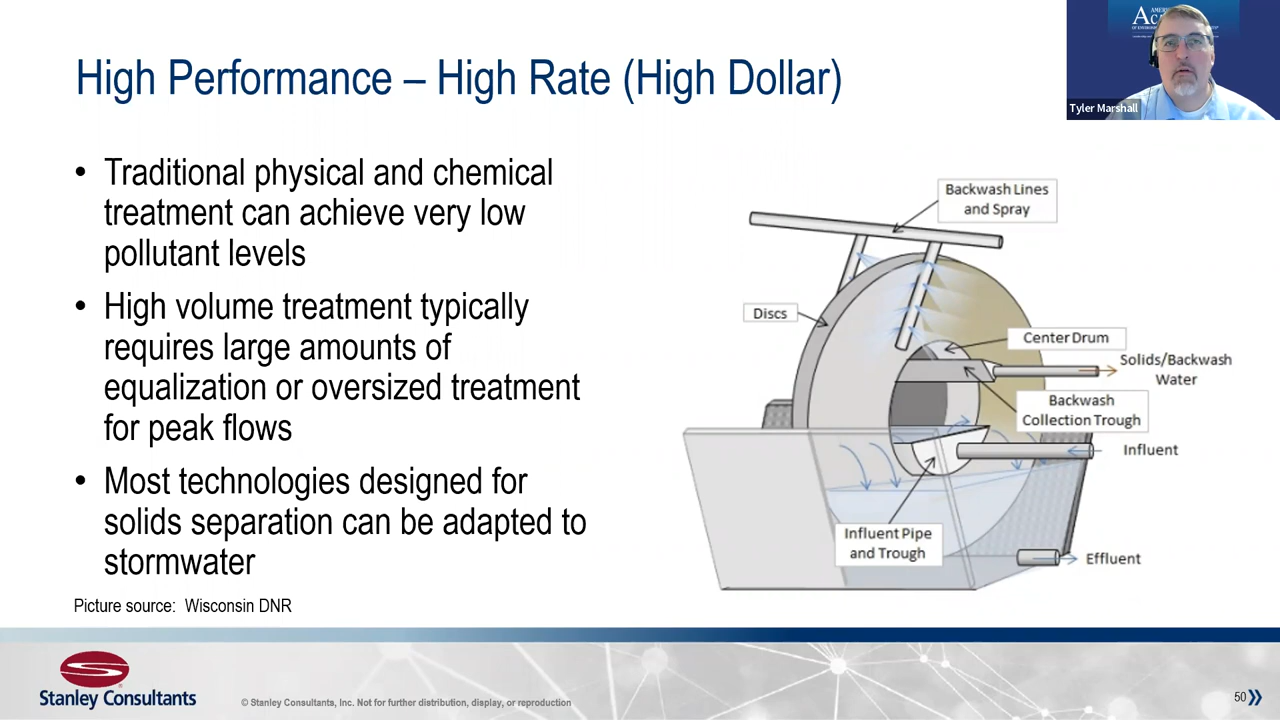 High Performance – High Rate (High Dollar)
• Traditional physical and chemical
treatment can achieve very low
pollutant levels
• High volume treatment typically
requires large amounts of
equalization or oversized treatment
for peak flows
• Most technologies designed for
solids separation can be adapted to
stormwater
Picture source: Wisconsin DNR
Backwash Lines
and Spray
Discs
Center Drum
Solids/Backwash
Water
Backwash
Collection Trough
Influent
Influent Pipe
and Trough
Effluent
Tyler Marshall
Stanley Consultants
© Stanley Consultants, Inc. Not for further distribution, display, or reproduction
50